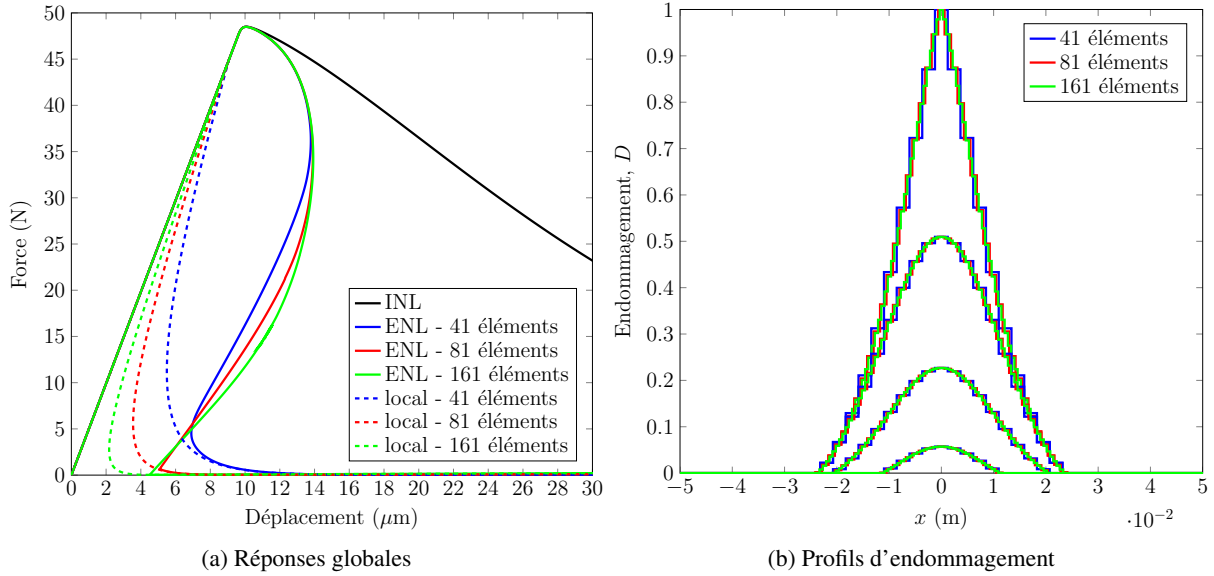 50
45
40
35
30
25
20
15
10
5
0
Force (N)
0 2 4 6 8 10 12 14 16 18 20 22 24 26 28 30
Déplacement (μm)
INL
ENL - 41 éléments
ENL - 81 éléments
ENL - 161 éléments
local - 41 éléments
local - 81 éléments
local - 161 éléments
(a) Réponses globales
1
0.9
0.8
0.7
0.6
0.5
0.4
0.3
0.2
0.1
0
Endommagement, D
−5 −4 −3 −2 −1 0 1 2 3 4 5
x (m)
·10−2
41 éléments
81 éléments
161 éléments
(b) Profils d'endommagement